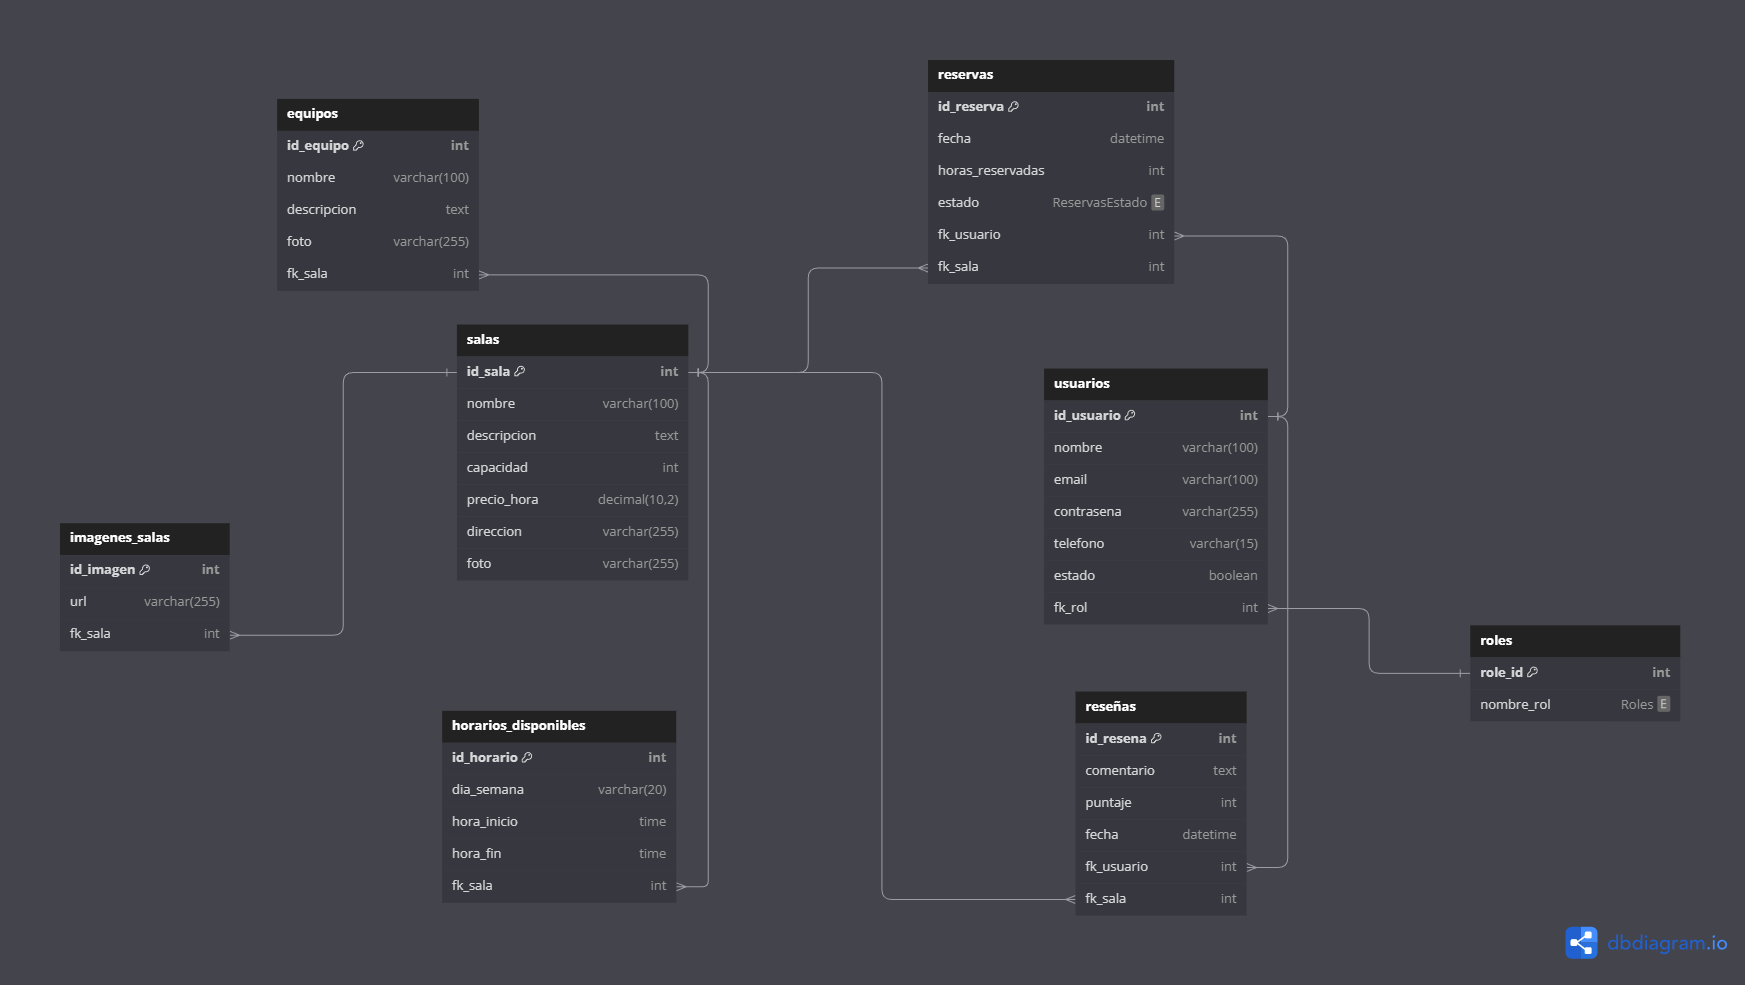 equipos
id_equipo int
nombre varchar(100)
descripcion text
foto varchar(255)
fk_sala int
reservas
id_reserva int
fecha datetime
horas_reservadas int
estado ReservasEstado E
fk_usuario int
fk_sala int
salas
id_sala int
nombre varchar(100)
descripcion text
capacidad int
precio_hora decimal(10,2)
direccion varchar(255)
foto varchar(255)
usuarios
id_usuario int
nombre varchar(100)
email varchar(100)
contrasena varchar(255)
telefono varchar(15)
estado boolean
fk_rol int
imagenes_salas
id_imagen int
url varchar(255)
fk_sala int
roles
role_id int
nombre_rol Roles E
horarios_disponibles
id_horario int
dia_semana varchar(20)
hora_inicio time
hora_fin time
fk_sala int
reseñas
id_resena int
comentario text
puntaje int
fecha datetime
fk_usuario int
fk_sala int
dbdiagram.io